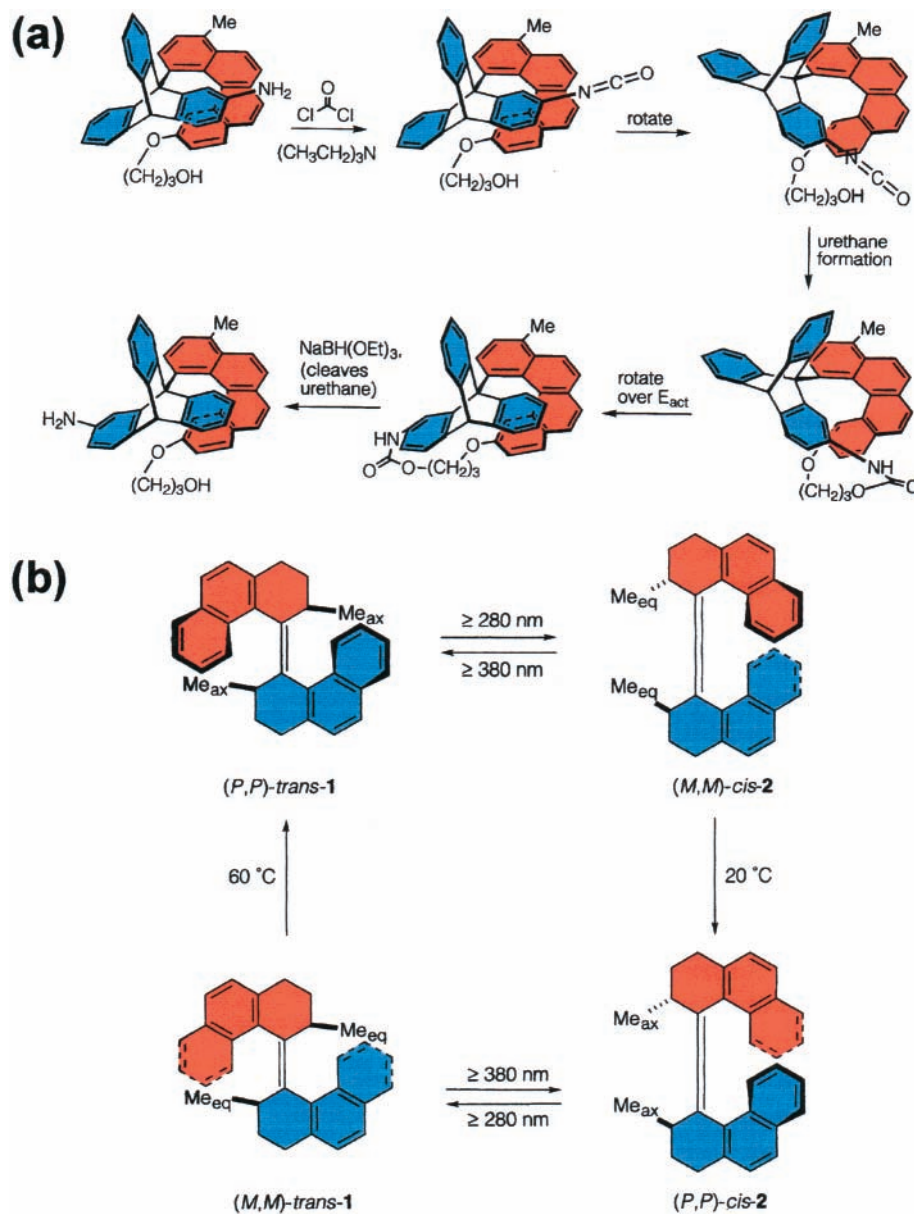 (a)
Me
NH2
O
Cl Cl
(CH3CH2)3N
O
(CH2)3OH
Me
N=C=O
O
(CH2)3OH
rotate
Me
N
C
O
O
(CH2)3OH
urethane
formation
Me
O
NH
(CH2)3O
O
rotate
over Eact
Me
HN
O
O
(CH2)3
O
NaBH(OEt)3,
(cleaves
urethane)
Me
H2N
O
(CH2)3OH
(b)
Meax
Meax
(P,P)-trans-1
≥ 280 nm
≥ 380 nm
Meeq
Meeq
(M,M)-cis-2
60 °C
20 °C
Meeq
Meeq
(M,M)-trans-1
≥ 380 nm
≥ 280 nm
Meax
Meax
(P,P)-cis-2